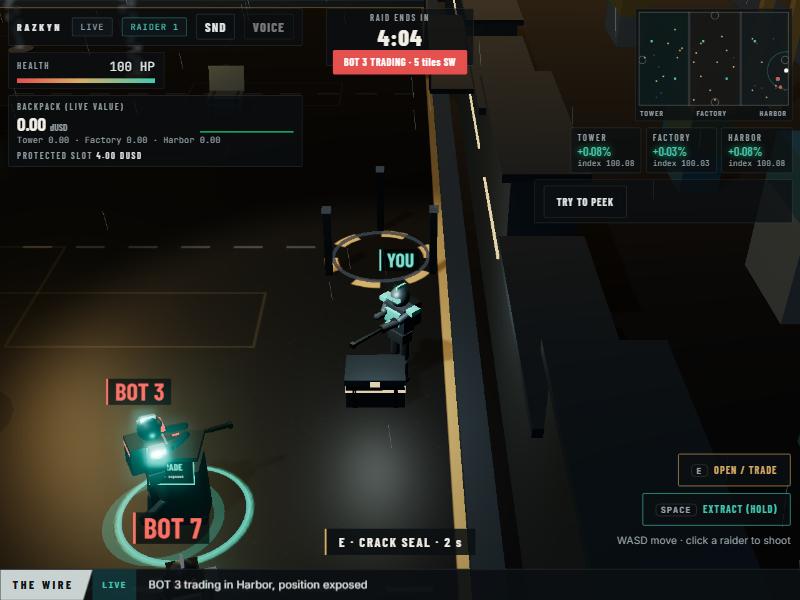 RAZKYN LIVE RAIDER 1 SND VOICE
RAID ENDS IN
4:04
BOT 3 TRADING · 5 tiles SW
HEALTH 100 HP
BACKPACK (LIVE VALUE)
0.00 dUSD
Tower 0.00 · Factory 0.00 · Harbor 0.00
PROTECTED SLOT 4.00 DUSD
TOWER FACTORY HARBOR
TOWER
+0.08%
index 100.08
FACTORY
+0.03%
index 100.03
HARBOR
+0.08%
index 100.08
TRY TO PEEK
YOU
BOT 3
BOT 7
E · CRACK SEAL · 2 s
E OPEN / TRADE
SPACE EXTRACT (HOLD)
WASD move · click a raider to shoot
THE WIRE LIVE BOT 3 trading in Harbor, position exposed